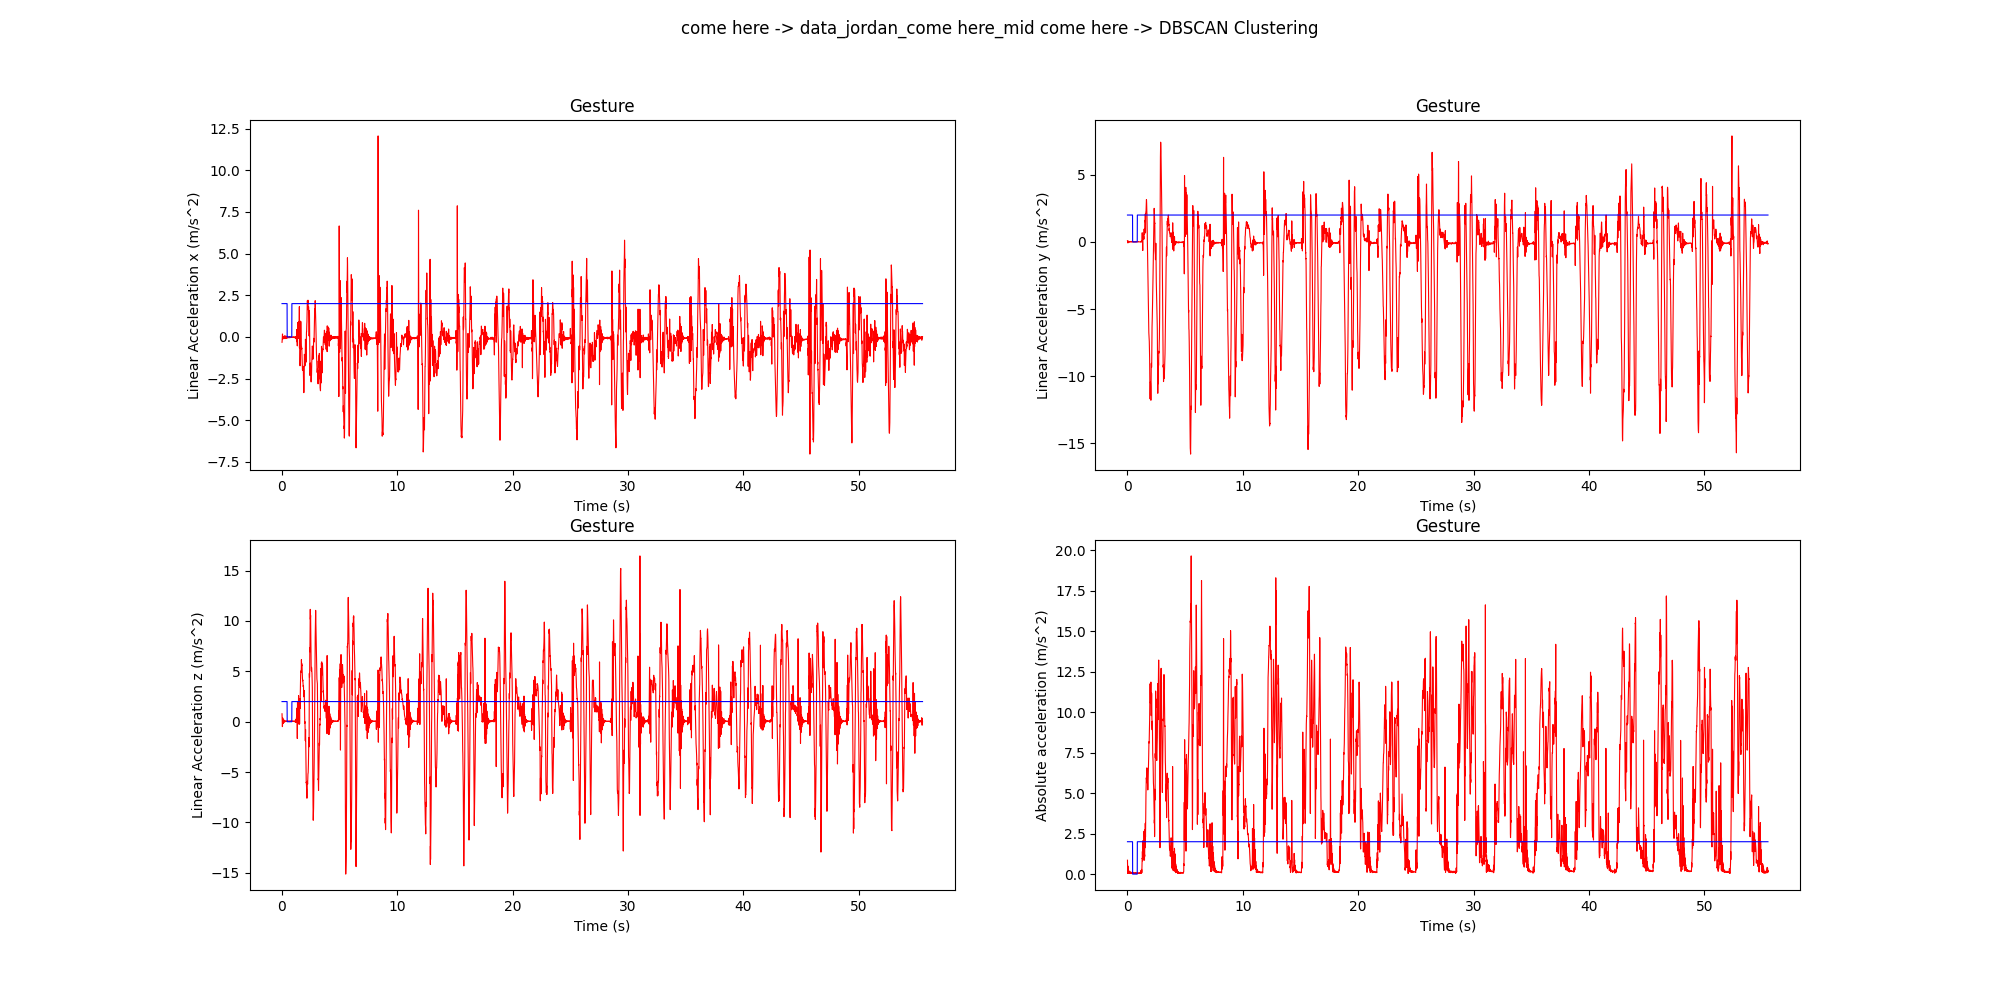 come here -> data_jordan_come here_mid come here -> DBSCAN Clustering
Gesture
Linear Acceleration x (m/s^2)
12.5
10.0
7.5
5.0
2.5
0.0
−2.5
−5.0
−7.5
0 10 20 30 40 50
Time (s)
Gesture
Linear Acceleration y (m/s^2)
5
0
−5
−10
−15
0 10 20 30 40 50
Time (s)
Gesture
Linear Acceleration z (m/s^2)
15
10
5
0
−5
−10
−15
0 10 20 30 40 50
Time (s)
Gesture
Absolute acceleration (m/s^2)
20.0
17.5
15.0
12.5
10.0
7.5
5.0
2.5
0.0
0 10 20 30 40 50
Time (s)